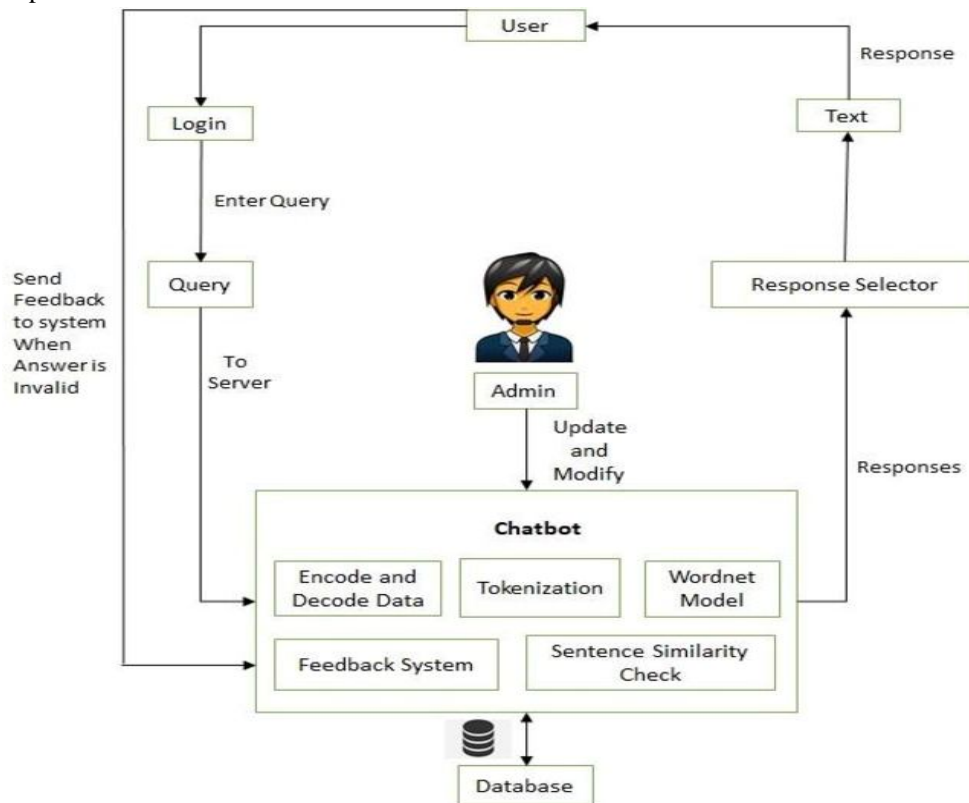 User
Response
Login
Text
Enter Query
Send
Feedback
to system
When
Answer is
Invalid
Query
Response Selector
To
Server
Admin
Update
and
Modify
Responses
Chatbot
Encode and
Decode Data
Tokenization
Wordnet
Model
Feedback System
Sentence Similarity
Check
Database